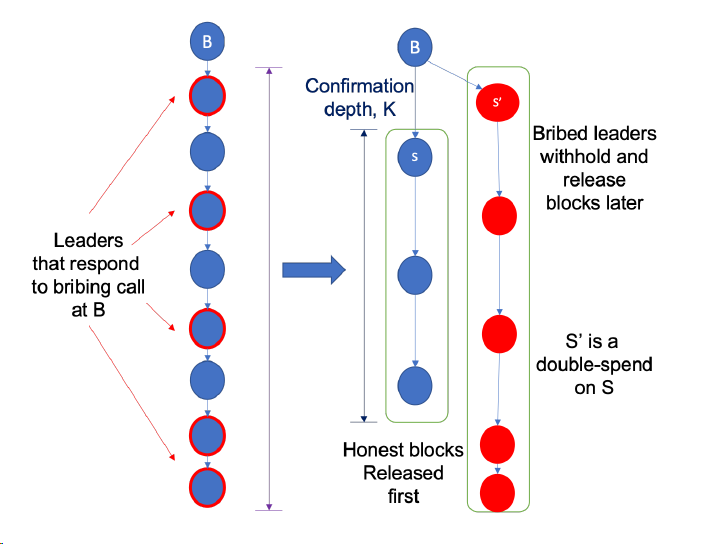 B
Leaders
that respond
to bribing call
at B
B
Confirmation
depth, K
s
s'
Bribed leaders
withhold and
release
blocks later
S' is a
double-spend
on S
Honest blocks
Released
first